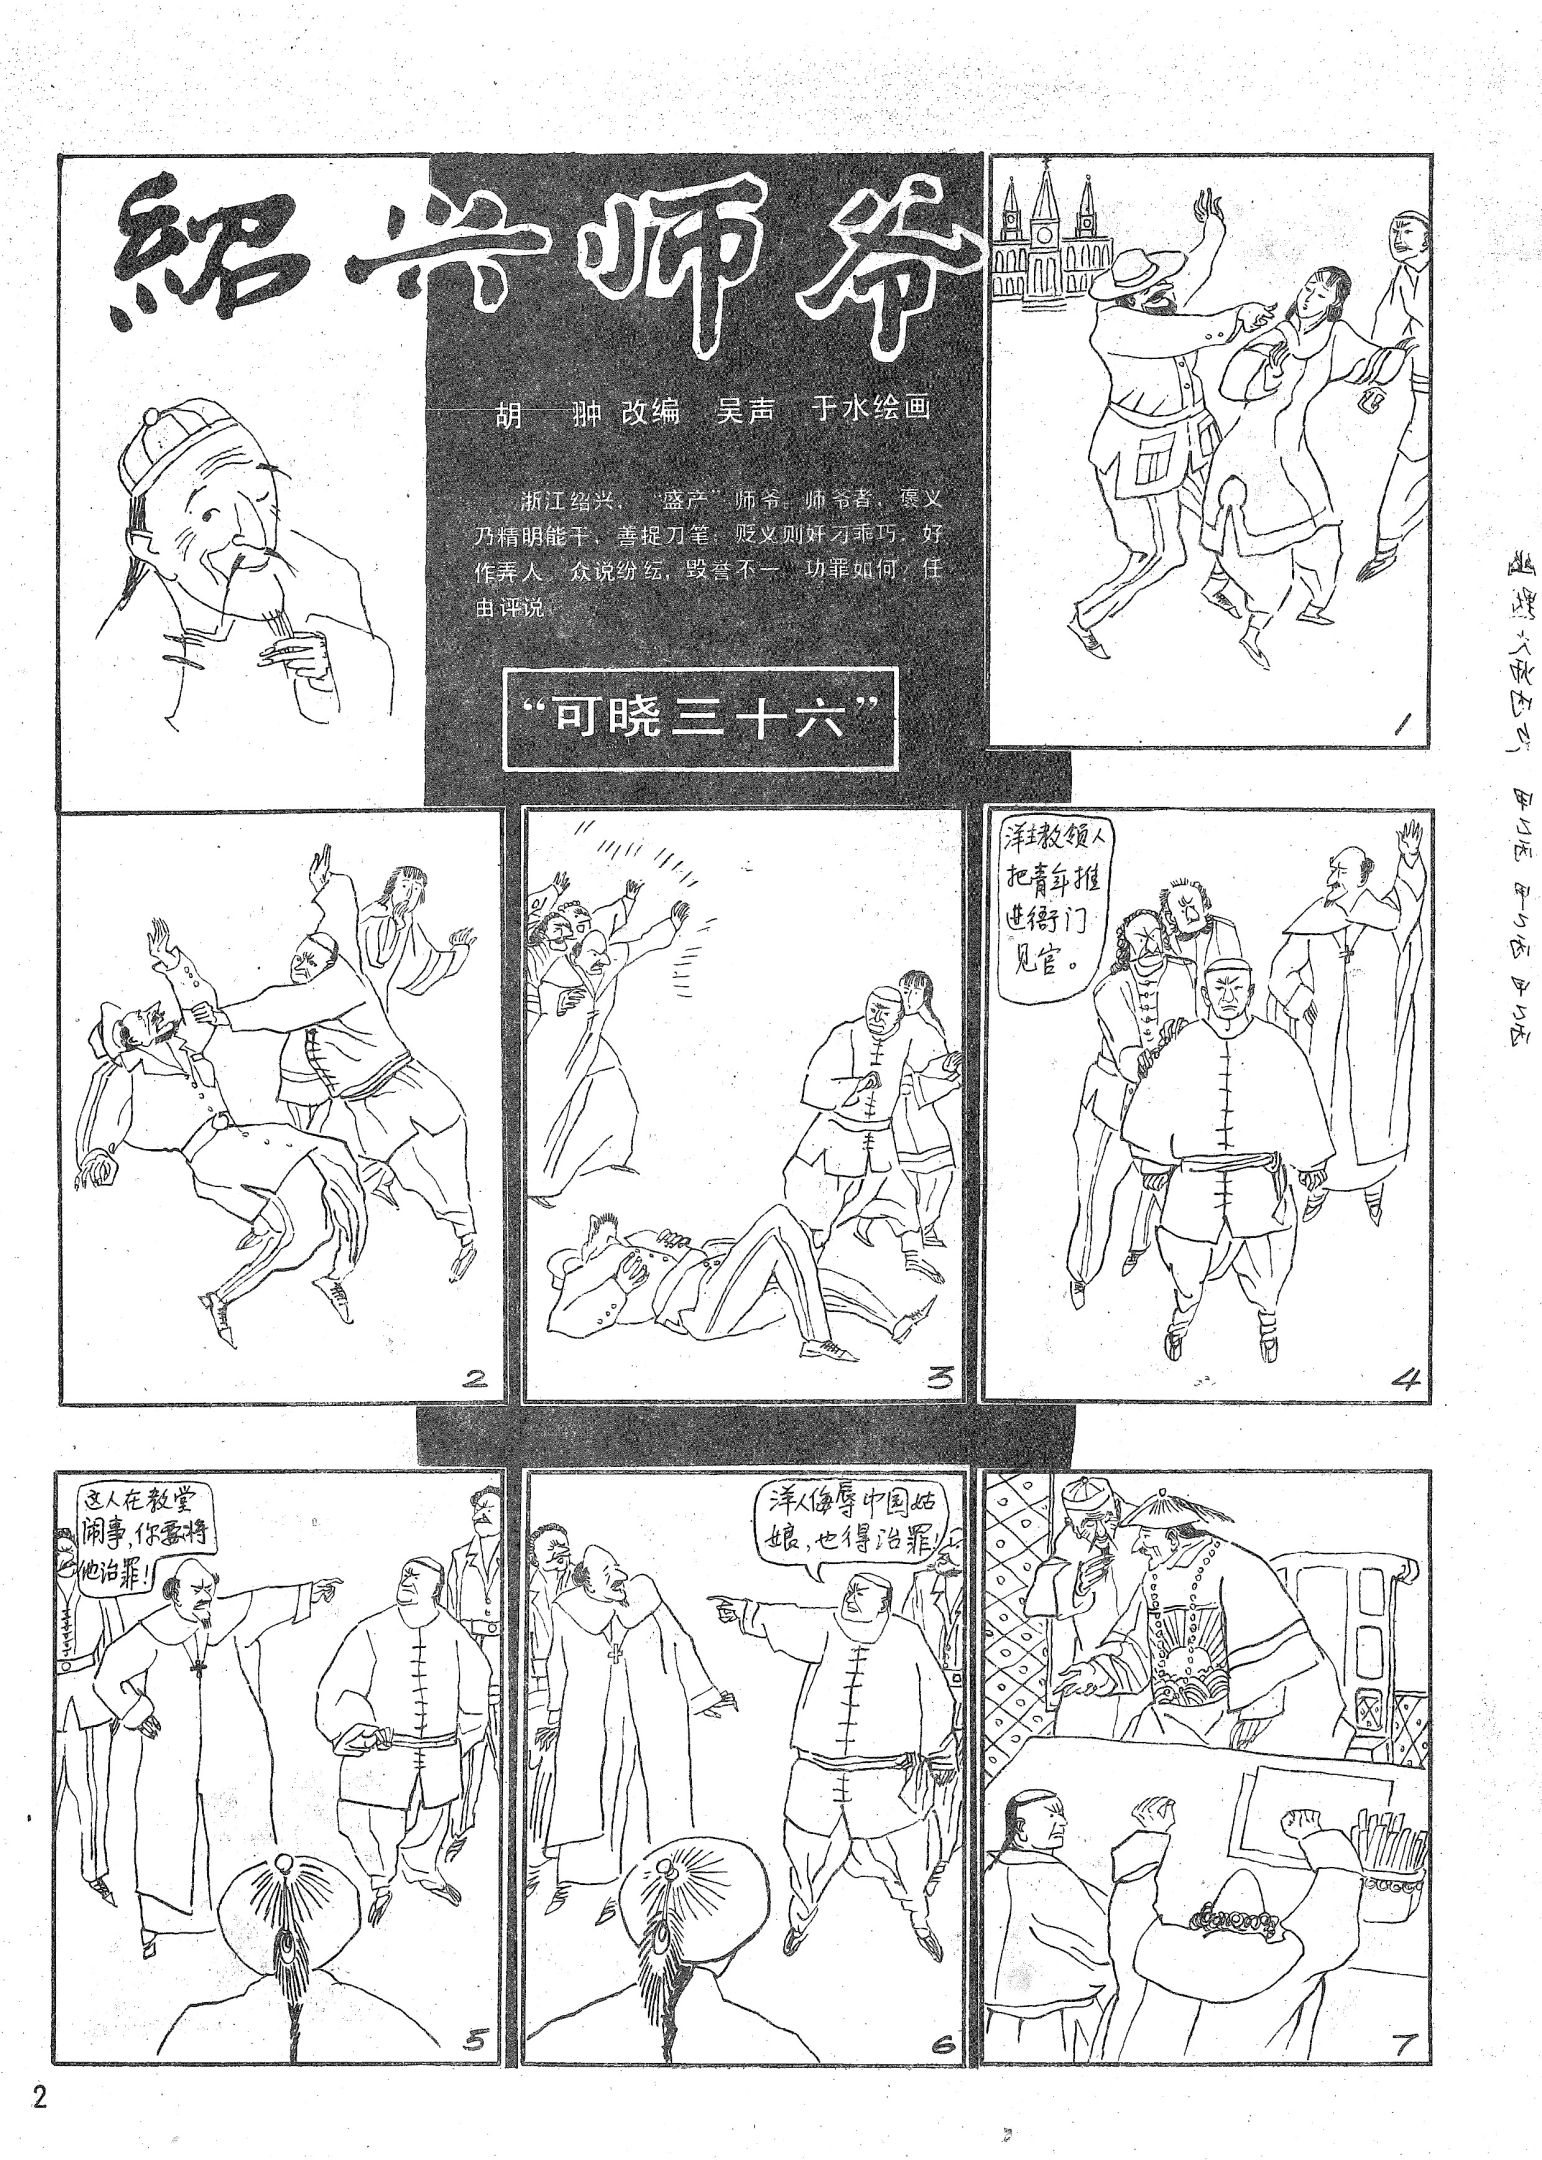 紹兴师爷
胡 翀 改编 吴声 于水绘画
浙江绍兴，“盛产”师爷。师爷者，褒义
乃精明能干，善捉刀笔；贬义则奸刁乖巧，好
作弄人。众说纷纭，毁誉不一。功罪如何，任
由评说。
“可晓三十六”
1
2
3
洋主教领人
把青年推
进衙门
见官。
4
这人在教堂
闹事，你要将
他治罪！
5
洋人侮辱中国姑
娘，也得治罪！
6
7
2